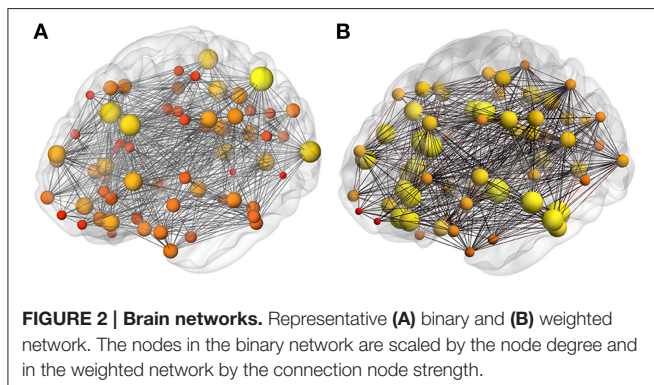 A B
FIGURE 2 | Brain networks. Representative (A) binary and (B) weighted
network. The nodes in the binary network are scaled by the node degree and
in the weighted network by the connection node strength.